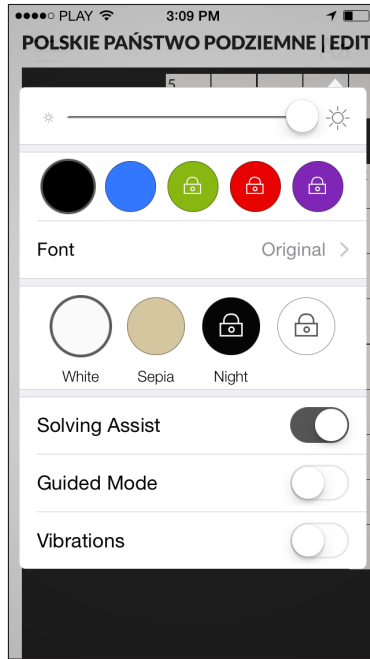 PLAY 3:09 PM
POLSKIE PAŃSTWO PODZIEMNE | EDIT
5
Font Original
White Sepia Night
Solving Assist
Guided Mode
Vibrations